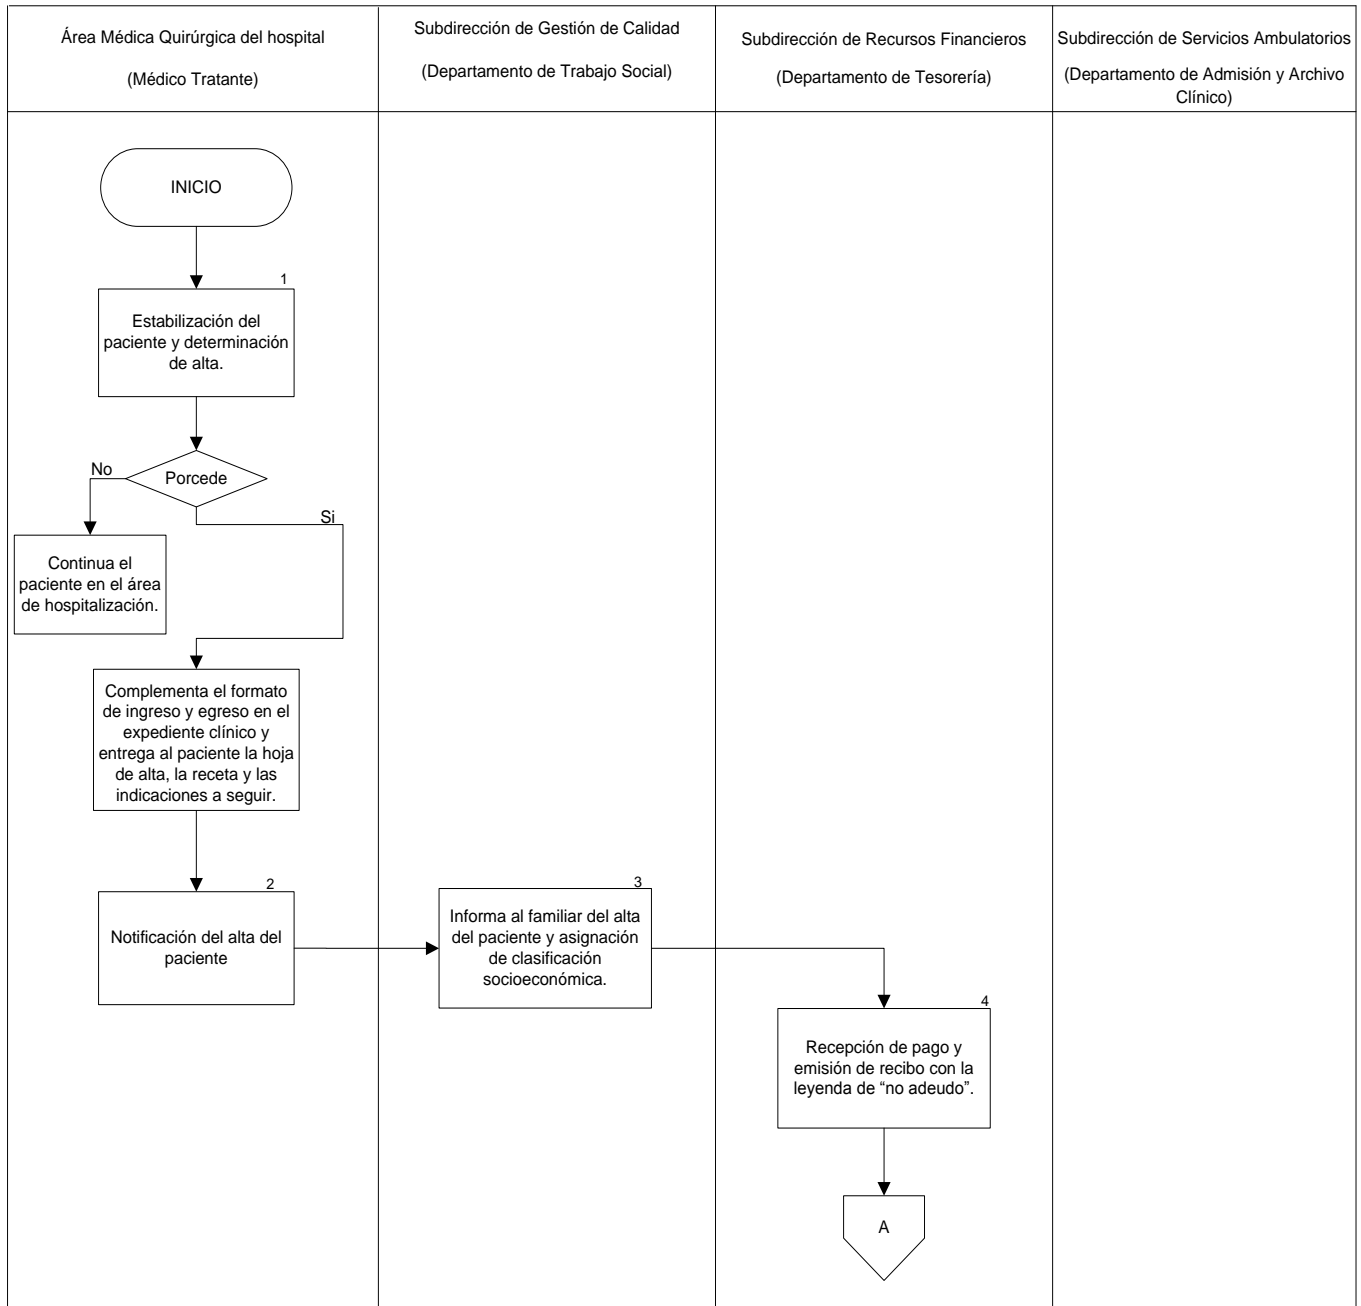 Área Médica Quirúrgica del hospital
(Médico Tratante)
Subdirección de Gestión de Calidad
(Departamento de Trabajo Social)
Subdirección de Recursos Financieros
(Departamento de Tesorería)
Subdirección de Servicios Ambulatorios
(Departamento de Admisión y Archivo
Clínico)
INICIO
1
Estabilización del
paciente y determinación
de alta.
Porcede
No
Si
Continua el
paciente en el área
de hospitalización.
Complementa el formato
de ingreso y egreso en el
expediente clínico y
entrega al paciente la hoja
de alta, la receta y las
indicaciones a seguir.
2
Notificación del alta del
paciente
3
Informa al familiar del alta
del paciente y asignación
de clasificación
socioeconómica.
4
Recepción de pago y
emisión de recibo con la
leyenda de “no adeudo”.
A